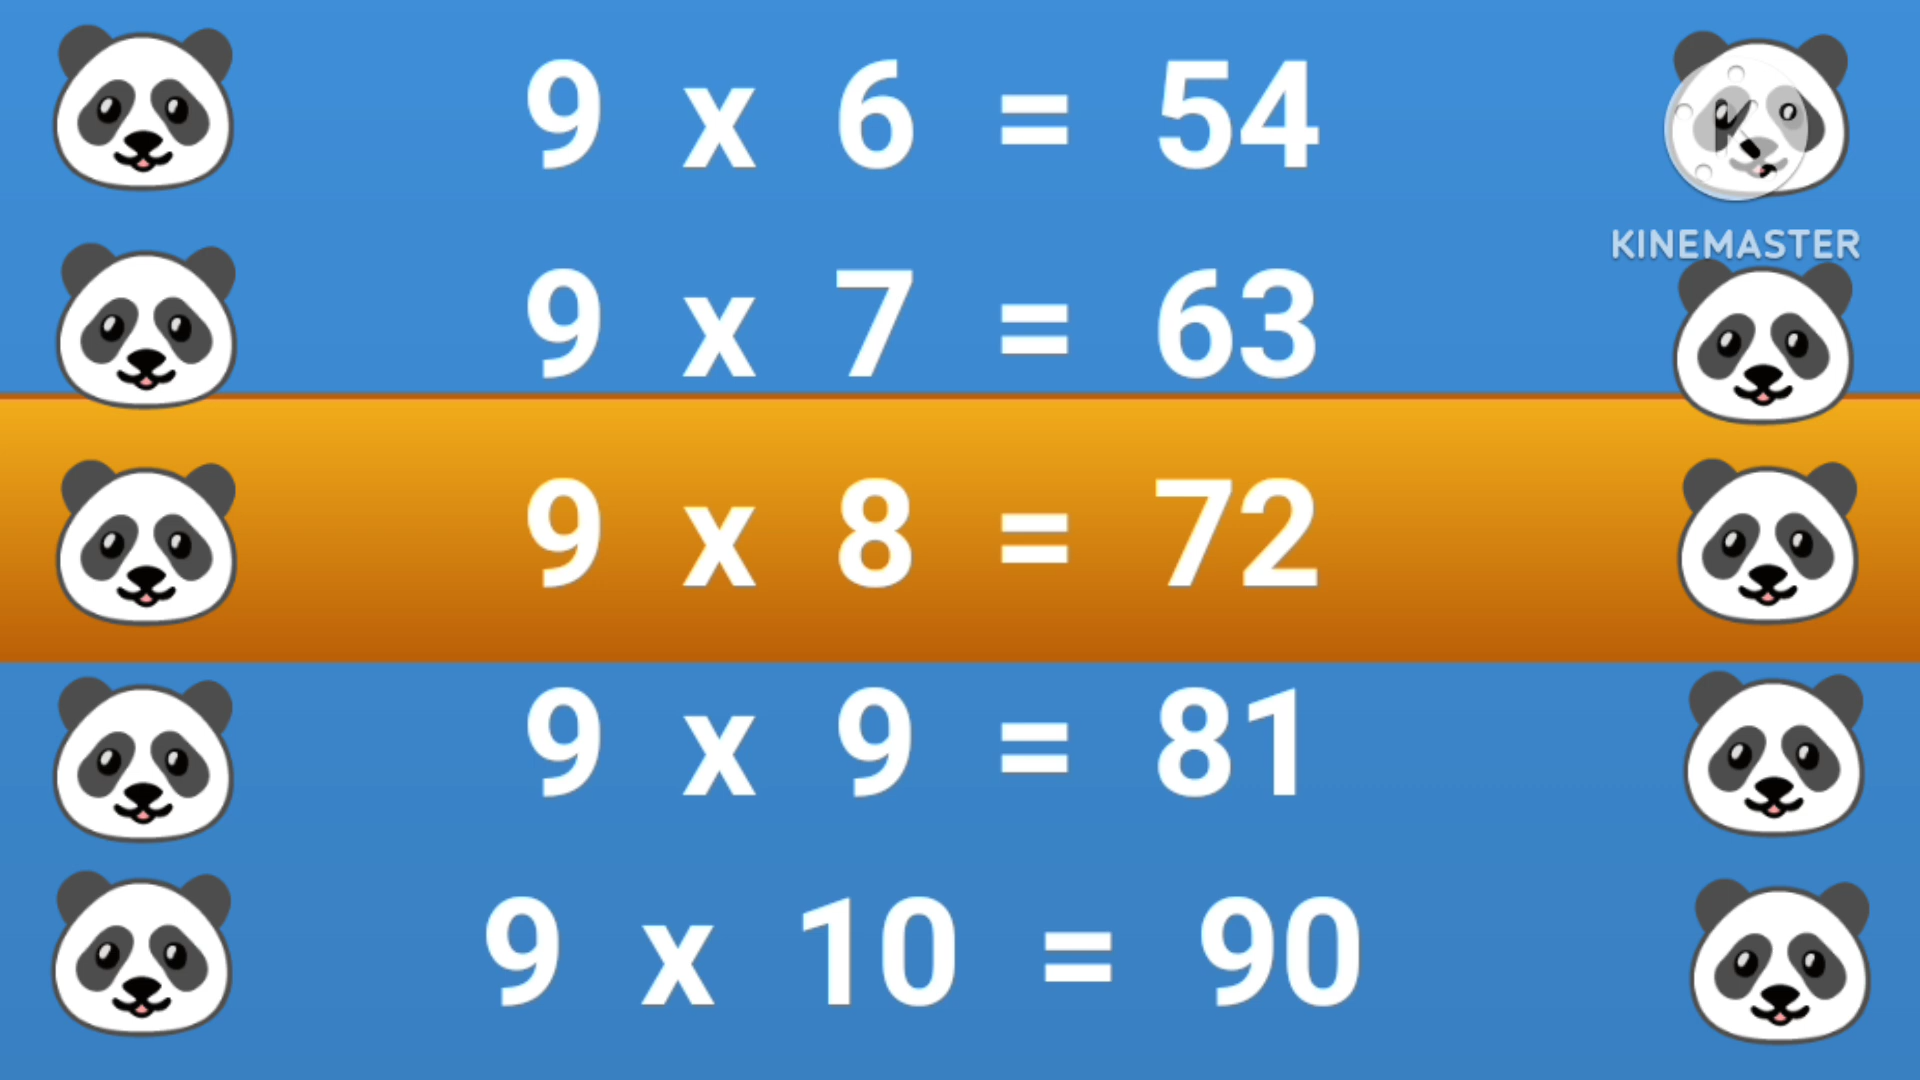 9 x 6 = 54
KINEMASTER
9 x 7 = 63
9 x 8 = 72
9 x 9 = 81
9 x 10 = 90